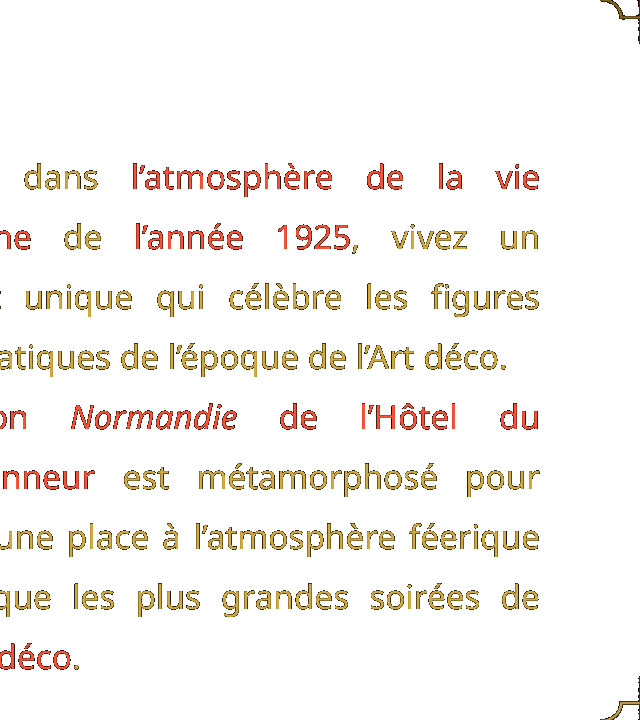 dans l’atmosphère de la vie
ne de l’année 1925, vivez un
unique qui célèbre les figures
atiques de l’époque de l’Art déco.
on Normandie de l’Hôtel du
nneur est métamorphosé pour
une place à l’atmosphère féerique
que les plus grandes soirées de
déco.